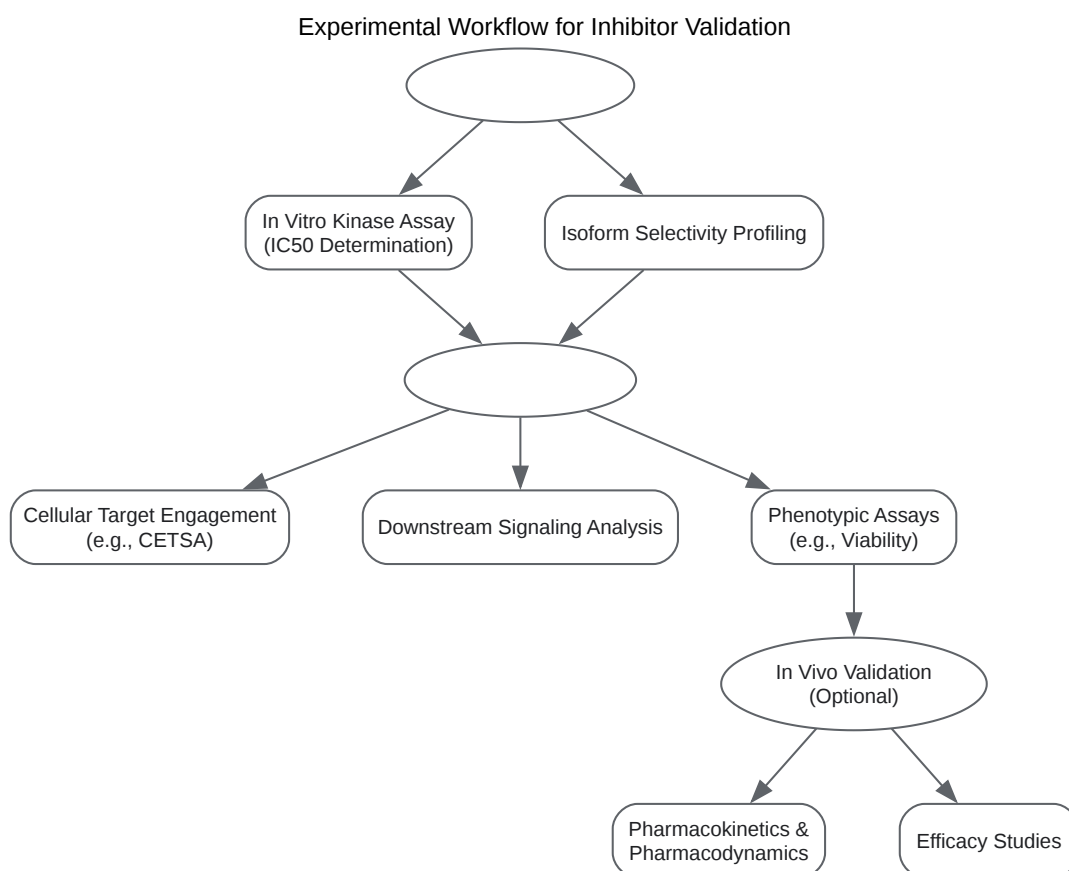 Experimental Workflow for Inhibitor Validation
In Vitro Kinase Assay
(IC50 Determination)
Isoform Selectivity Profiling
Cellular Target Engagement
(e.g., CETSA)
Downstream Signaling Analysis
Phenotypic Assays
(e.g., Viability)
In Vivo Validation
(Optional)
Pharmacokinetics &
Pharmacodynamics
Efficacy Studies